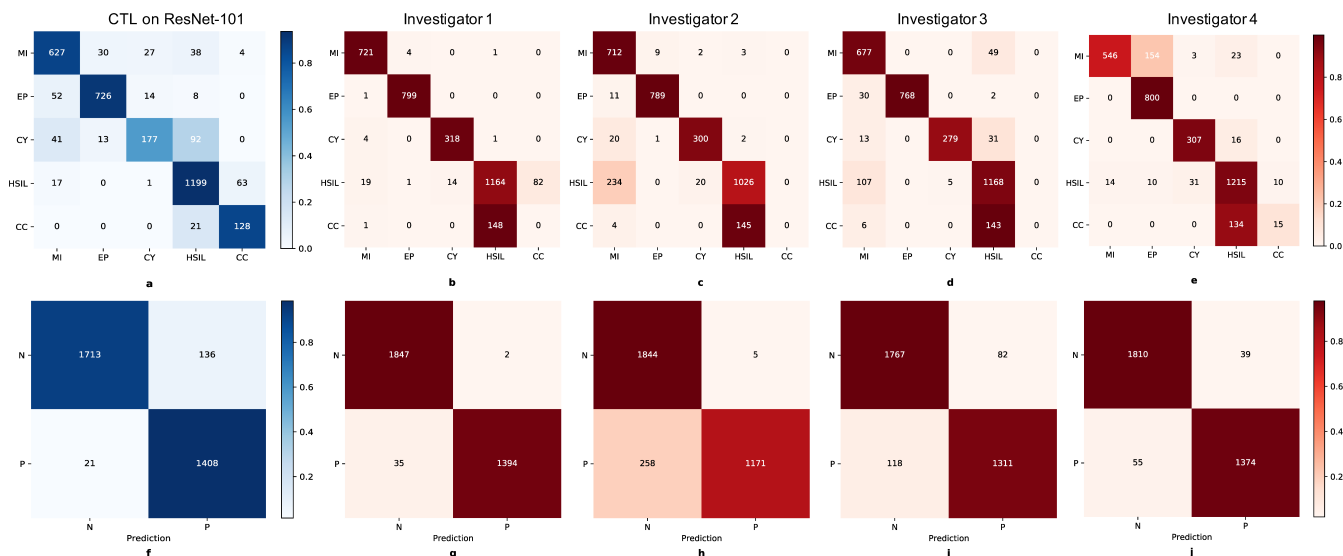 CTL on ResNet-101
Investigator 1
Investigator 2
Investigator 3
Investigator 4
MI 627 30 27 38 4
EP 52 726 14 8 0
CY 41 13 177 92 0
HSIL 17 0 1 1199 63
CC 0 0 0 21 128
MI EP CY HSIL CC
0.8
0.6
0.4
0.2
0.0
a
MI 721 4 0 1 0
EP 1 799 0 0 0
CY 4 0 318 1 0
HSIL 19 1 14 1164 82
CC 1 0 0 148 0
MI EP CY HSIL CC
b
MI 712 9 2 3 0
EP 11 789 0 0 0
CY 20 1 300 2 0
HSIL 234 0 20 1026 0
CC 4 0 0 145 0
MI EP CY HSIL CC
c
MI 677 0 0 49 0
EP 30 768 0 2 0
CY 13 0 279 31 0
HSIL 107 0 5 1168 0
CC 6 0 0 143 0
MI EP CY HSIL CC
d
MI 546 154 3 23 0
EP 0 800 0 0 0
CY 0 0 307 16 0
HSIL 14 10 31 1215 10
CC 0 0 0 134 15
MI EP CY HSIL CC
0.8
0.6
0.4
0.2
0.0
e
N 1713 136
P 21 1408
N P
Prediction
0.8
0.6
0.4
0.2
f
N 1847 2
P 35 1394
N P
Prediction
g
N 1844 5
P 258 1171
N P
Prediction
h
N 1767 82
P 118 1311
N P
Prediction
i
N 1810 39
P 55 1374
N P
Prediction
0.8
0.6
0.4
0.2
j